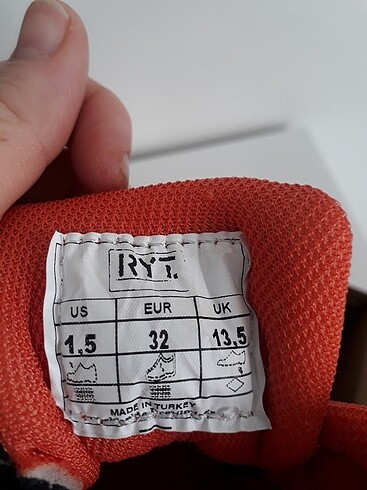 RYT.
US EUR UK
1,5 32 13,5
MADE IN TURKEY